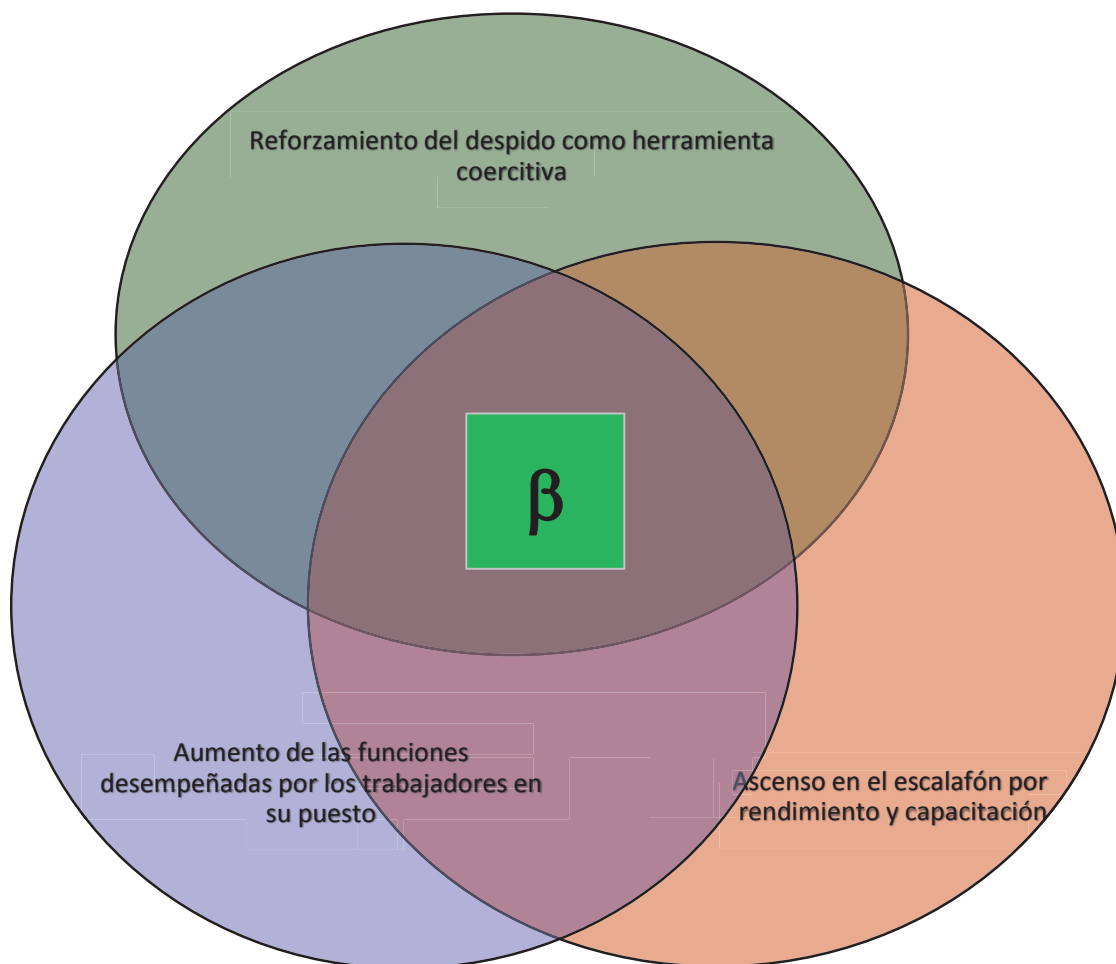 Reforzamiento del despido como herramienta
coercitiva
β
Aumento de las funciones
desempeñadas por los trabajadores en
su puesto
Ascenso en el escalafón por
rendimiento y capacitación